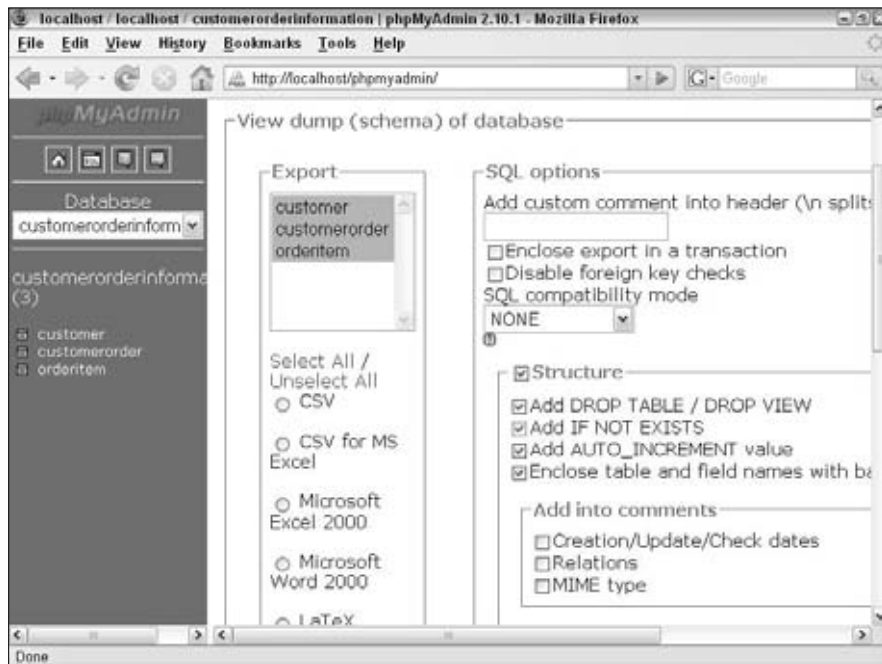 localhost / localhost / customerorderinformation | phpMyAdmin 2.10.1 - Mozilla Firefox
File Edit View History Bookmarks Tools Help
http://localhost/phpmyadmin/
G Google
phpMyAdmin
Database
customerorderinform
customerorderinforma
(3)
customer
customerorder
orderitem
View dump (schema) of database
Export
customer
customerorder
orderitem
Select All /
Unselect All
CSV
CSV for MS
Excel
Microsoft
Excel 2000
Microsoft
Word 2000
LaTeX
SQL options
Add custom comment into header (\n splits
Enclose export in a transaction
Disable foreign key checks
SQL compatibility mode
NONE
Structure
Add DROP TABLE / DROP VIEW
Add IF NOT EXISTS
Add AUTO_INCREMENT value
Enclose table and field names with ba
Add into comments
Creation/Update/Check dates
Relations
MIME type
Done